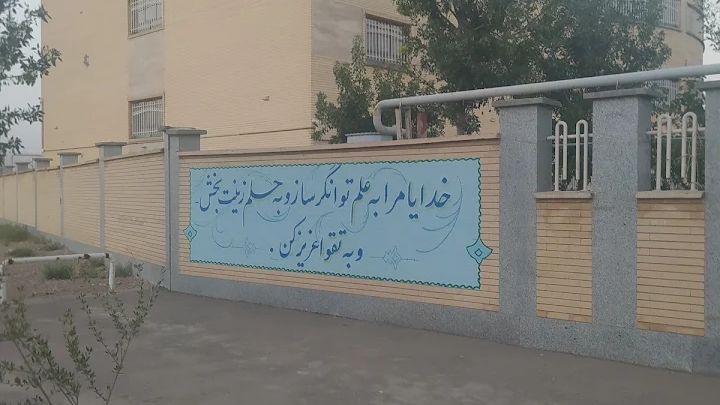 خدایا مرا به علم توانگر ساز و به حلم زینت بخش .
و به تقوا عزیز کن .